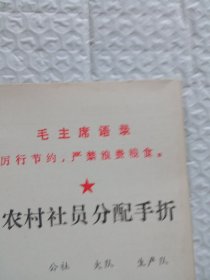 毛主席语录
厉行节约，严禁浪费粮食。
★
农村社员分配手折
公社 大队 生产队